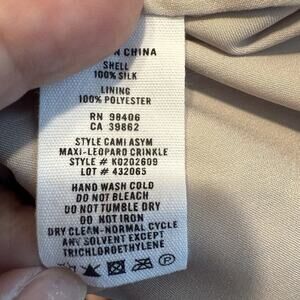 N CHINA
SHELL
100% SILK
LINING
100% POLYESTER
RN 98406
CA 39862
STYLE CAMI ASYM
MAXI-LEOPARD CRINKLE
STYLE # K0202609
LOT # 432065
HAND WASH COLD
DO NOT BLEACH
DO NOT TUMBLE DRY
DO NOT IRON
DRY CLEAN-NORMAL CYCLE
ANY SOLVENT EXCEPT
TRICHLOROETHYLENE